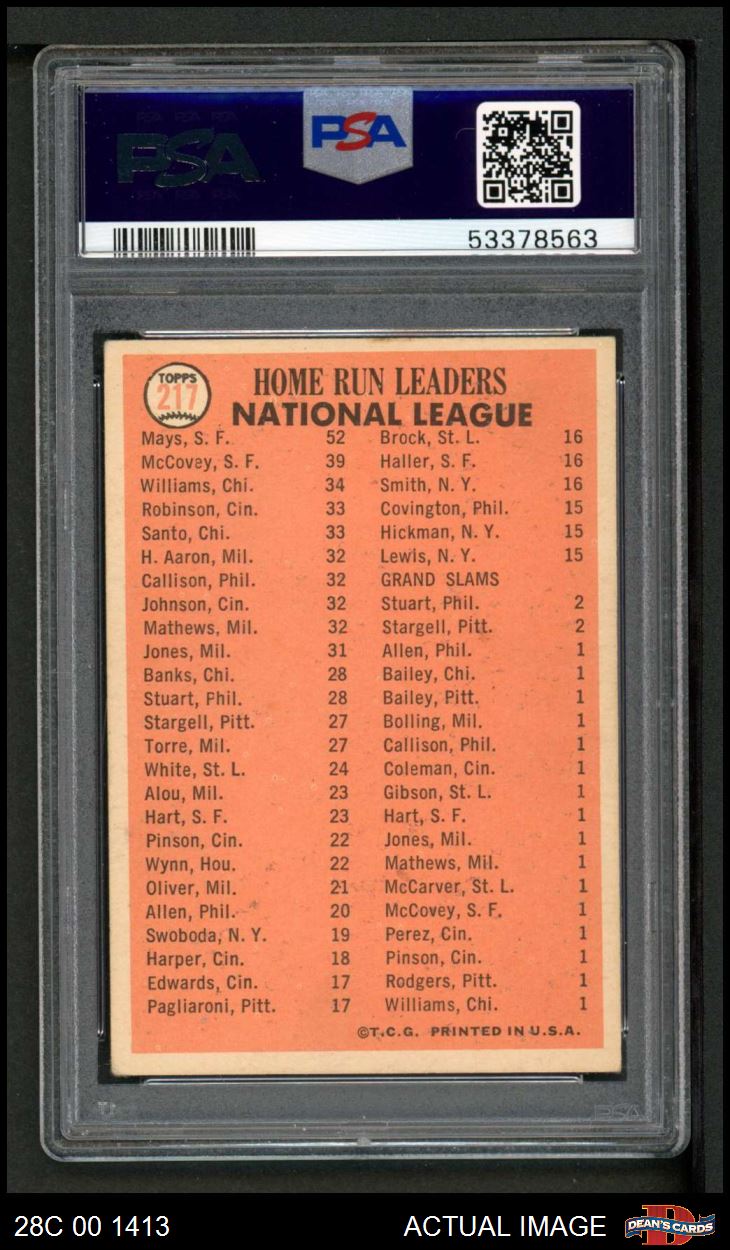 PSA
PSA
53378563
TOPPS
217
HOME RUN LEADERS
NATIONAL LEAGUE
Mays, S. F. 52
McCovey, S. F. 39
Williams, Chi. 34
Robinson, Cin. 33
Santo, Chi. 33
H. Aaron, Mil. 32
Callison, Phil. 32
Johnson, Cin. 32
Mathews, Mil. 32
Jones, Mil. 31
Banks, Chi. 28
Stuart, Phil. 28
Stargell, Pitt. 27
Torre, Mil. 27
White, St. L. 24
Alou, Mil. 23
Hart, S. F. 23
Pinson, Cin. 22
Wynn, Hou. 22
Oliver, Mil. 21
Allen, Phil. 20
Swoboda, N. Y. 19
Harper, Cin. 18
Edwards, Cin. 17
Pagliaroni, Pitt. 17
Brock, St. L. 16
Haller, S. F. 16
Smith, N. Y. 16
Covington, Phil. 15
Hickman, N. Y. 15
Lewis, N. Y. 15
GRAND SLAMS
Stuart, Phil. 2
Stargell, Pitt. 2
Allen, Phil. 1
Bailey, Chi. 1
Bailey, Pitt. 1
Bolling, Mil. 1
Callison, Phil. 1
Coleman, Cin. 1
Gibson, St. L. 1
Hart, S. F. 1
Jones, Mil. 1
Mathews, Mil. 1
McCarver, St. L. 1
McCovey, S. F. 1
Perez, Cin. 1
Pinson, Cin. 1
Rodgers, Pitt. 1
Williams, Chi. 1
©T.C.G. PRINTED IN U.S.A.
PSA
28C 00 1413
ACTUAL IMAGE
DEAN'S CARDS